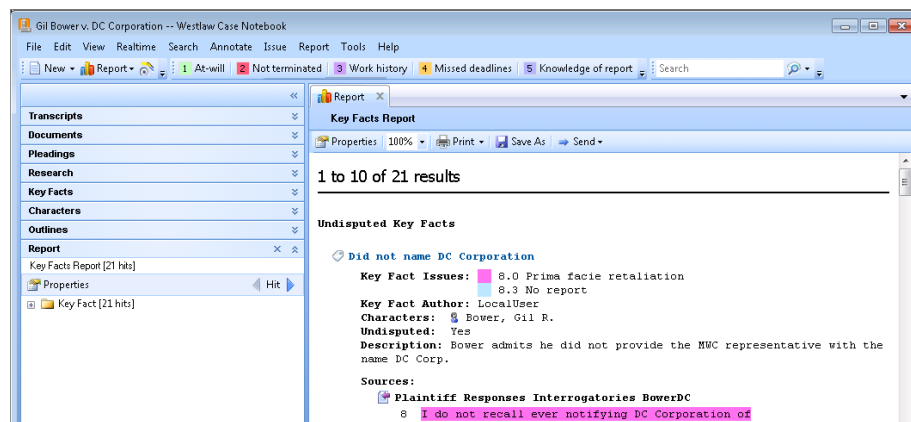 Gil Bower v. DC Corporation -- Westlaw Case Notebook
File Edit View Realtime Search Annotate Issue Report Tools Help
New Report 1 At-will 2 Not terminated 3 Work history 4 Missed deadlines 5 Knowledge of report Search
Report
Transcripts
Documents
Pleadings
Research
Key Facts
Characters
Outlines
Report
Key Facts Report [21 hits]
Properties Hit
Key Fact [21 hits]
Key Facts Report
Properties 100% Print Save As Send
1 to 10 of 21 results
Undisputed Key Facts
Did not name DC Corporation
Key Fact Issues: 8.0 Prima facie retaliation
8.3 No report
Key Fact Author: LocalUser
Characters: Bower, Gil R.
Undisputed: Yes
Description: Bower admits he did not provide the MWC representative with the
name DC Corp.
Sources:
Plaintiff Responses Interrogatories BowerDC
8 I do not recall ever notifying DC Corporation of